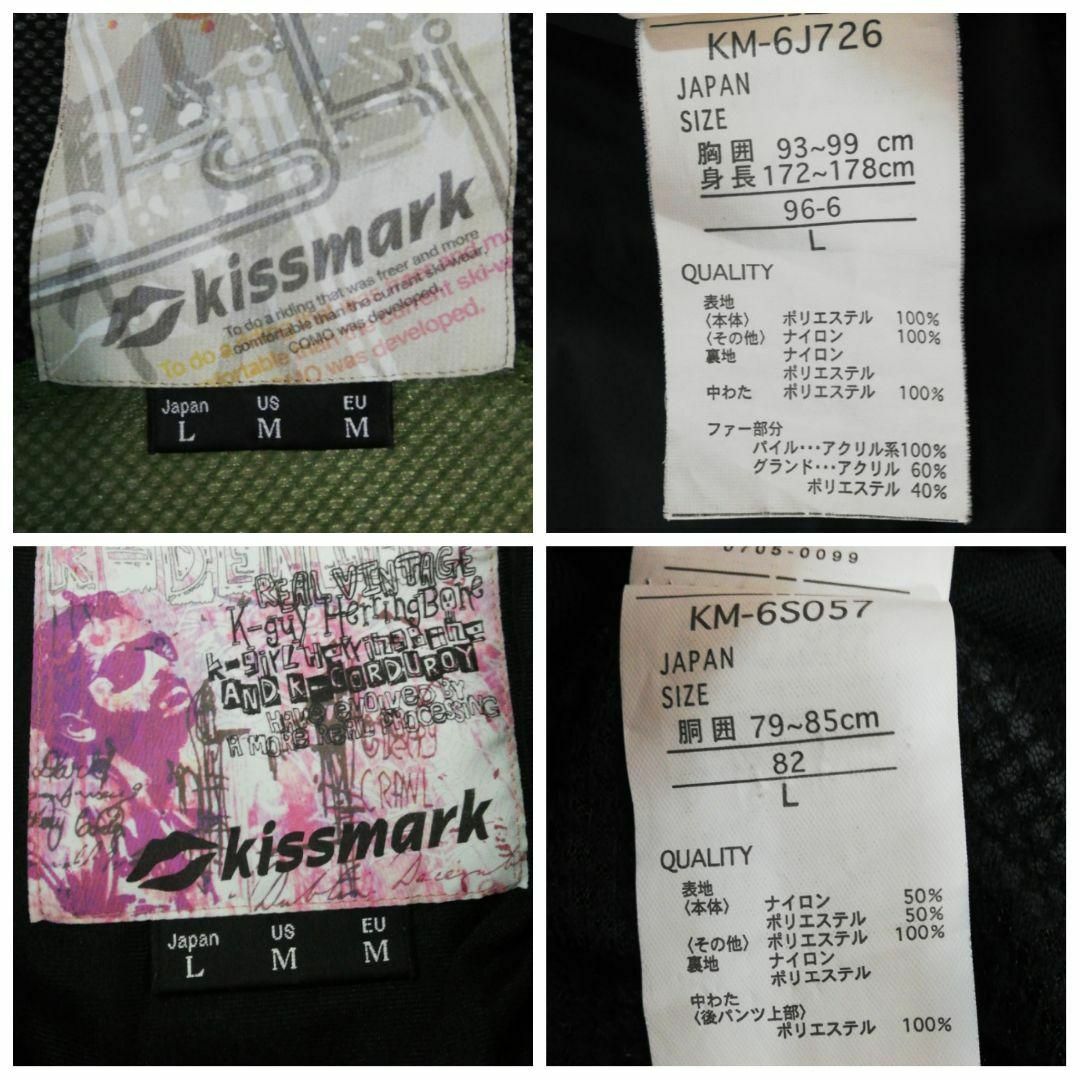 kissmark
To do a riding that was freer and more
comfortable than the current ski-wear,
COMO was developed.
Japan US EU
L M M
KM-6J726
JAPAN
SIZE
胸囲 93~99 cm
身長 172~178cm
96-6
L
QUALITY
表地
〈本体〉 ポリエステル 100%
〈その他〉 ナイロン 100%
裏地 ナイロン
ポリエステル
中わた ポリエステル 100%
ファー部分
パイル・・・アクリル系100%
グランド・・・アクリル 60%
ポリエステル 40%
REAL VINTAGE
K-guy HerringBone
AND K-CORDUROY
HAVE EVOLVED BY
A MORE REAL PROCESSING
CRAWL
kissmark
Japan US EU
L M M
0705-0099
KM-6S057
JAPAN
SIZE
胴囲 79~85cm
82
L
QUALITY
表地
〈本体〉 ナイロン 50%
ポリエステル 50%
〈その他〉 ポリエステル 100%
裏地 ナイロン
ポリエステル
中わた
〈後パンツ上部〉
ポリエステル 100%